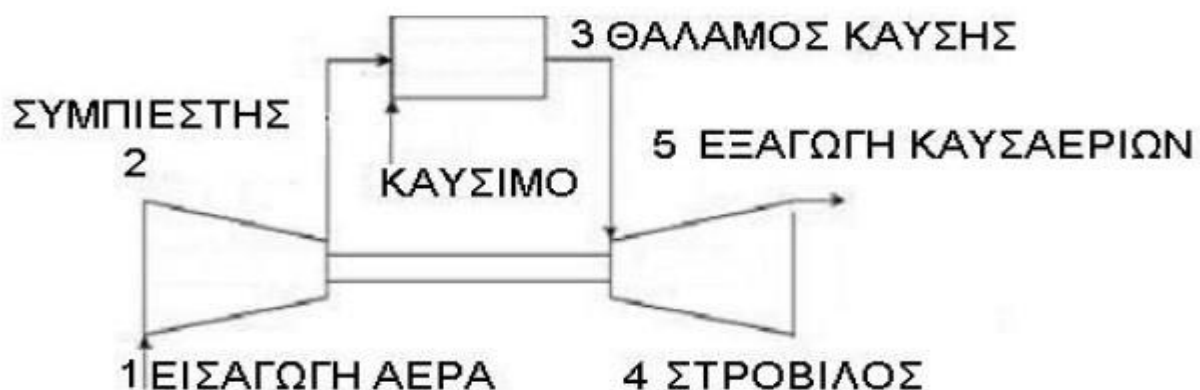 3 ΘΑΛΑΜΟΣ ΚΑΥΣΗΣ
ΣΥΜΠΙΕΣΤΗΣ
2
5 ΕΞΑΓΩΓΗ ΚΑΥΣΑΕΡΙΩΝ
ΚΑΥΣΙΜΟ
1 ΕΙΣΑΓΩΓΗ ΑΕΡΑ
4 ΣΤΡΟΒΙΛΟΣ